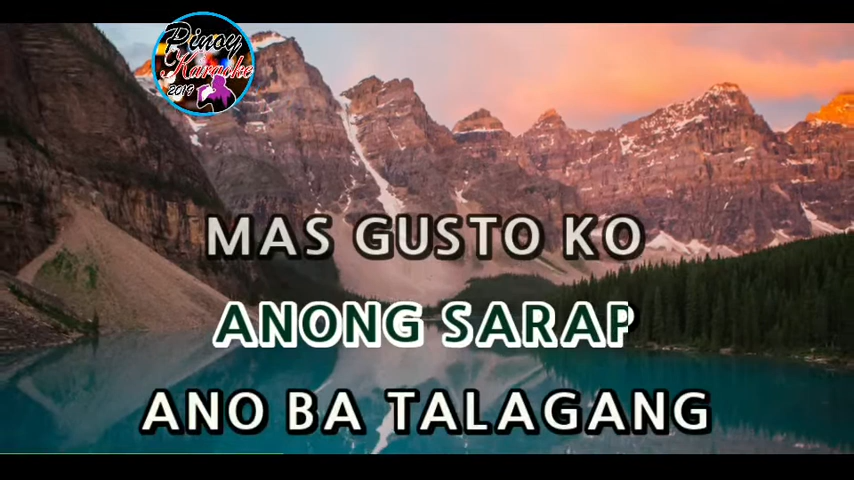 Pinoy
Karaoke
2019
MAS GUSTO KO
ANONG SARAP
ANO BA TALAGANG